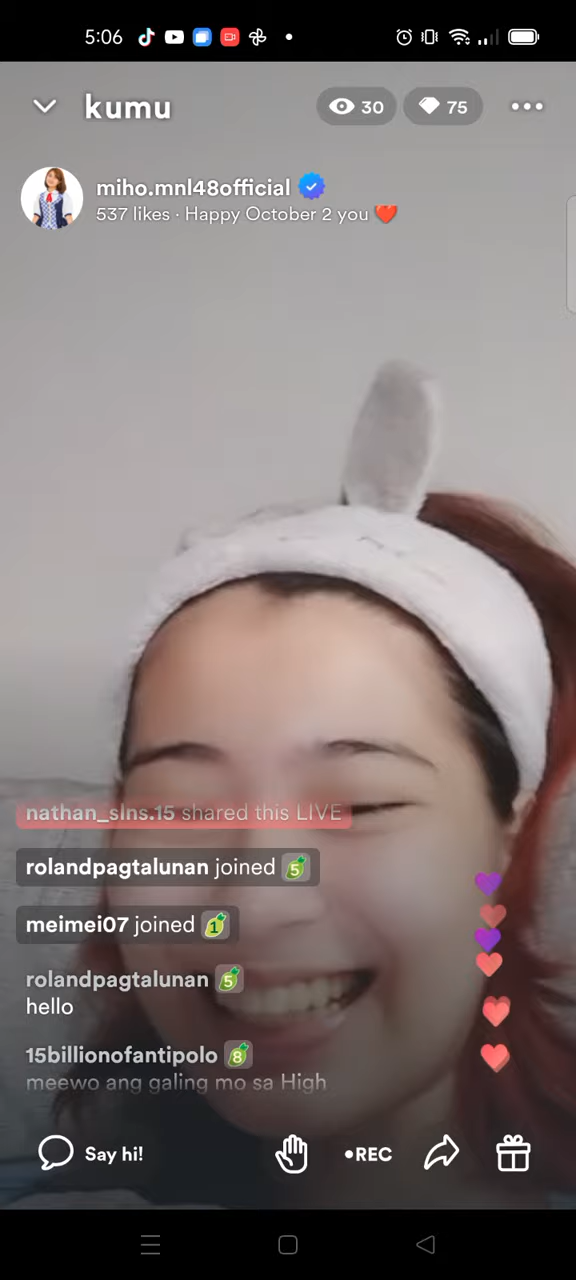 5:06
kumu
30
75
miho.mnl48official
537 likes · Happy October 2 you ❤️
nathan_slns.15 shared this LIVE
rolandpagtalunan joined 5
meimei07 joined 1
rolandpagtalunan 5
hello
15billionofantipolo 8
meewo ang galing mo sa High
Say hi!
•REC